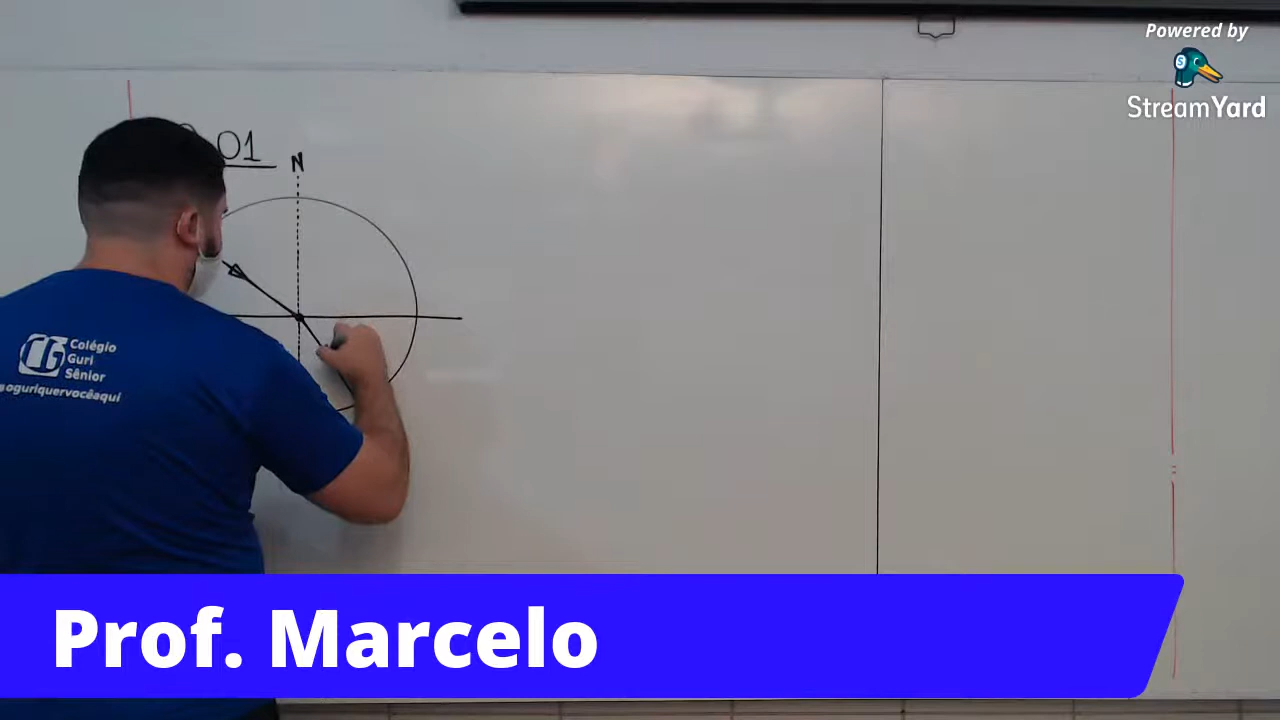 Powered by
StreamYard
01
N
Colégio
Guri
Sênior
@oguriquervocêaqui
Prof. Marcelo